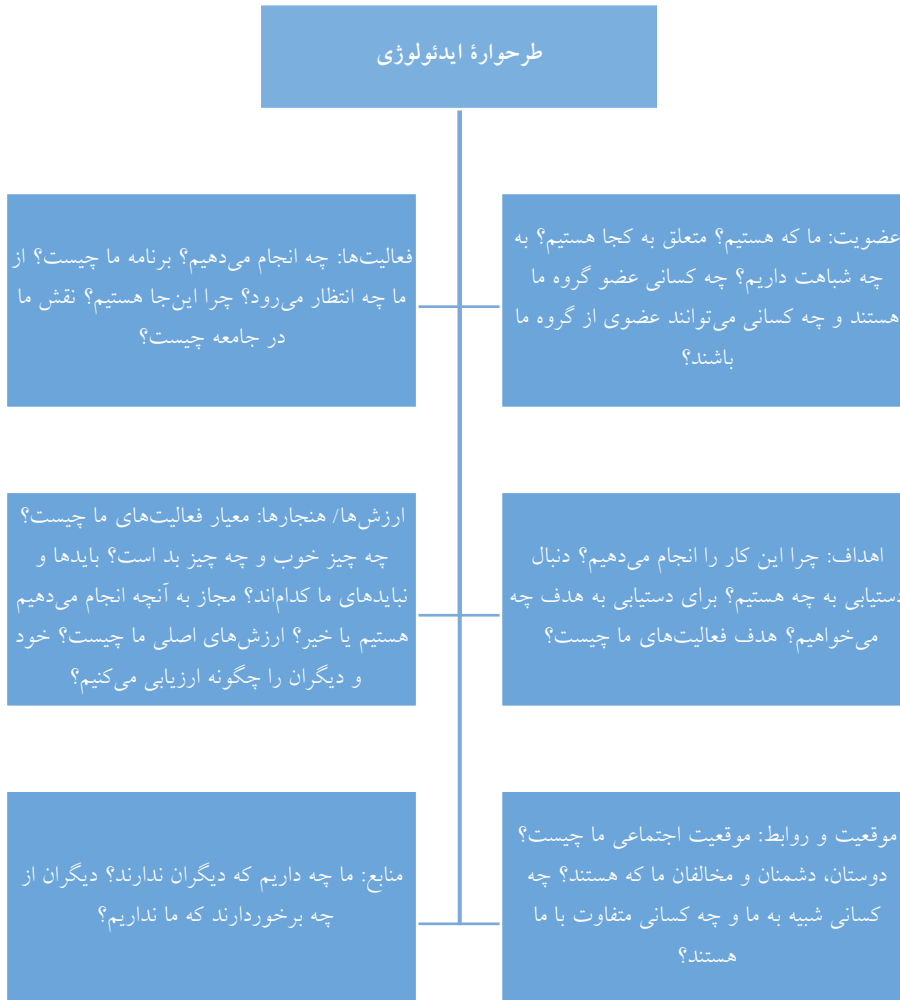 طرحوارهٔ ایدئولوژی
عضویت: ما که هستیم؟ متعلق به کجا هستیم؟ به
چه شباهت داریم؟ چه کسانی عضو گروه ما
هستند و چه کسانی می‌توانند عضوی از گروه ما
باشند؟
فعالیت‌ها: چه انجام می‌دهیم؟ برنامه ما چیست؟ از
ما چه انتظار می‌رود؟ چرا این‌جا هستیم؟ نقش ما
در جامعه چیست؟
اهداف: چرا این کار را انجام می‌دهیم؟ دنبال
دستیابی به چه هستیم؟ برای دستیابی به هدف چه
می‌خواهیم؟ هدف فعالیت‌های ما چیست؟
ارزش‌ها/ هنجارها: معیار فعالیت‌های ما چیست؟
چه چیز خوب و چه چیز بد است؟ بایدها و
نبایدهای ما کدام‌اند؟ مجاز به آنچه انجام می‌دهیم
هستیم یا خیر؟ ارزش‌های اصلی ما چیست؟ خود
و دیگران را چگونه ارزیابی می‌کنیم؟
موقعیت و روابط: موقعیت اجتماعی ما چیست؟
دوستان، دشمنان و مخالفان ما که هستند؟ چه
کسانی شبیه به ما و چه کسانی متفاوت با ما
هستند؟
منابع: ما چه داریم که دیگران ندارند؟ دیگران از
چه برخوردارند که ما نداریم؟